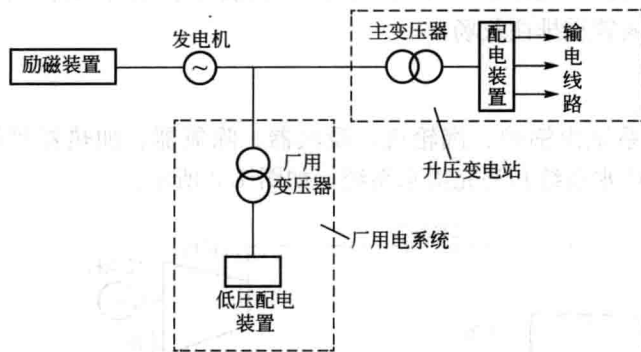 励磁装置
发电机
~
主变压器
配电装置
输电线路
升压变电站
厂用
变压器
厂用电系统
低压配电
装置